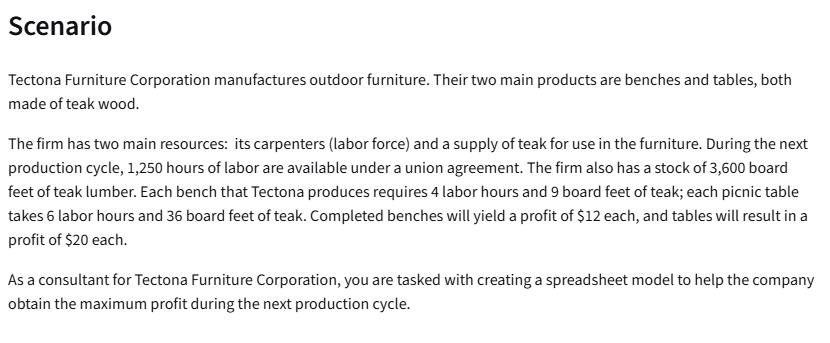 Scenario
Tectona Furniture Corporation manufactures outdoor furniture. Their two main products are benches and tables, both
made of teak wood.
The firm has two main resources:  its carpenters (labor force) and a supply of teak for use in the furniture. During the next
production cycle, 1,250 hours of labor are available under a union agreement. The firm also has a stock of 3,600 board
feet of teak lumber. Each bench that Tectona produces requires 4 labor hours and 9 board feet of teak; each picnic table
takes 6 labor hours and 36 board feet of teak. Completed benches will yield a profit of $12 each, and tables will result in a
profit of $20 each.
As a consultant for Tectona Furniture Corporation, you are tasked with creating a spreadsheet model to help the company
obtain the maximum profit during the next production cycle.